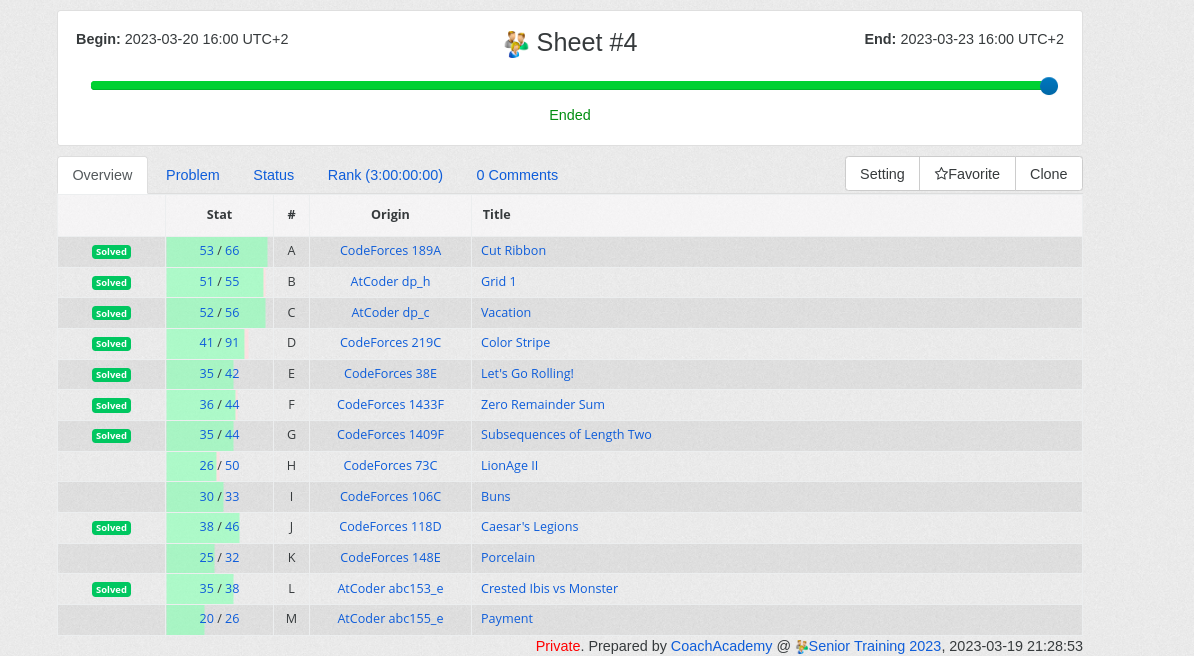 Begin: 2023-03-20 16:00 UTC+2 Sheet #4 End: 2023-03-23 16:00 UTC+2
Ended
Overview Problem Status Rank (3:00:00:00) 0 Comments Setting Favorite Clone
Stat # Origin Title
Solved 53 / 66 A CodeForces 189A Cut Ribbon
Solved 51 / 55 B AtCoder dp_h Grid 1
Solved 52 / 56 C AtCoder dp_c Vacation
Solved 41 / 91 D CodeForces 219C Color Stripe
Solved 35 / 42 E CodeForces 38E Let's Go Rolling!
Solved 36 / 44 F CodeForces 1433F Zero Remainder Sum
Solved 35 / 44 G CodeForces 1409F Subsequences of Length Two
26 / 50 H CodeForces 73C LionAge II
30 / 33 I CodeForces 106C Buns
Solved 38 / 46 J CodeForces 118D Caesar's Legions
25 / 32 K CodeForces 148E Porcelain
Solved 35 / 38 L AtCoder abc153_e Crested Ibis vs Monster
20 / 26 M AtCoder abc155_e Payment
Private. Prepared by CoachAcademy @ Senior Training 2023, 2023-03-19 21:28:53